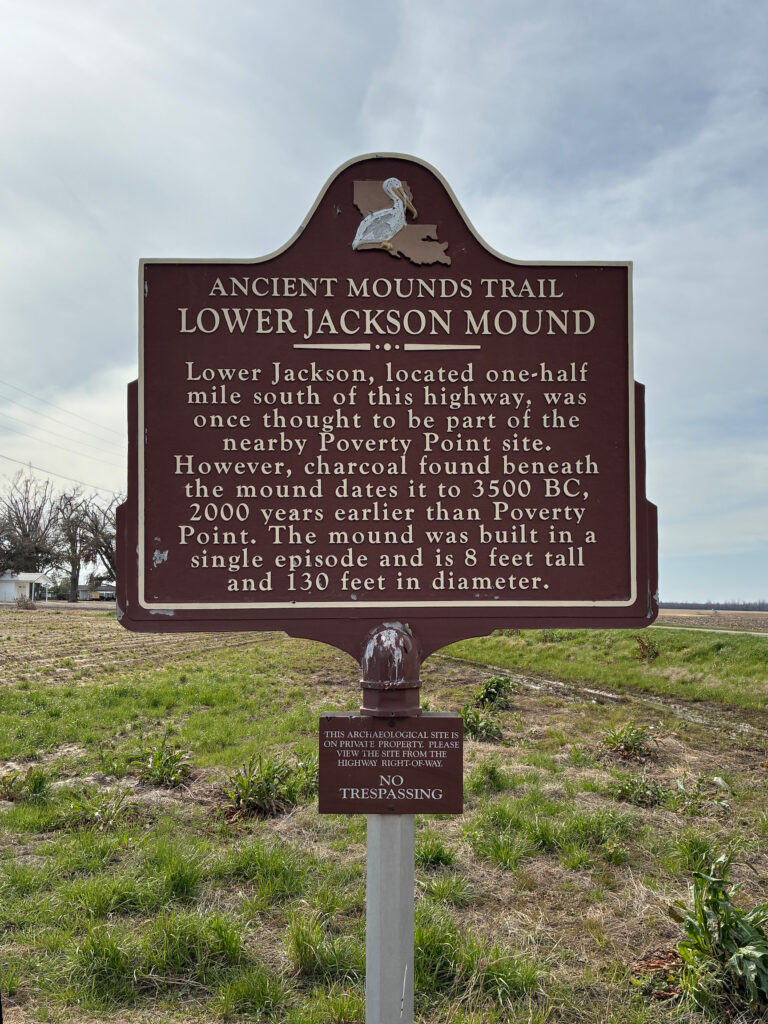 ANCIENT MOUNDS TRAIL
LOWER JACKSON MOUND
Lower Jackson, located one-half
mile south of this highway, was
once thought to be part of the
nearby Poverty Point site.
However, charcoal found beneath
the mound dates it to 3500 BC,
2000 years earlier than Poverty
Point. The mound was built in a
single episode and is 8 feet tall
and 130 feet in diameter.
THIS ARCHAEOLOGICAL SITE IS
ON PRIVATE PROPERTY. PLEASE
VIEW THE SITE FROM THE
HIGHWAY RIGHT-OF-WAY.
NO
TRESPASSING